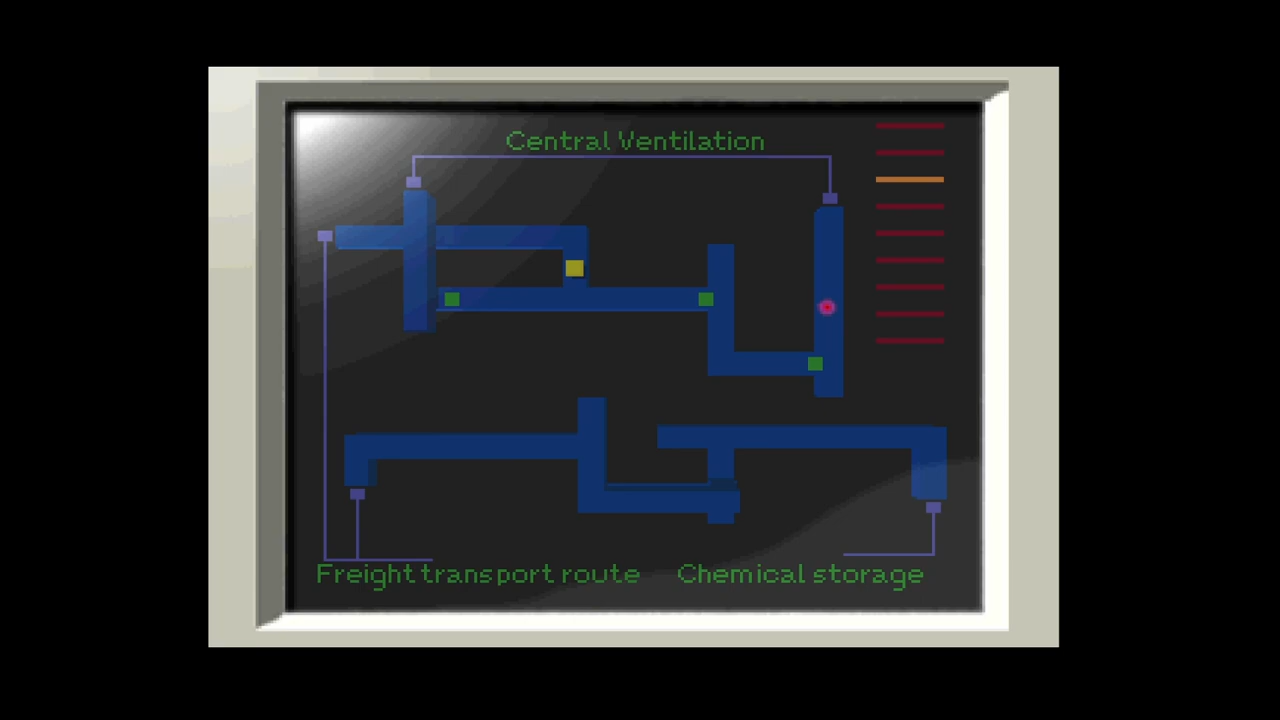 Central Ventilation
Freight transport route
Chemical storage